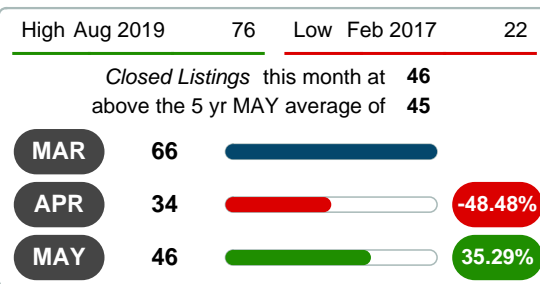 High Aug 2019 76 Low Feb 2017 22
Closed Listings this month at 46
above the 5 yr MAY average of 45
MAR 66
APR 34 -48.48%
MAY 46 35.29%